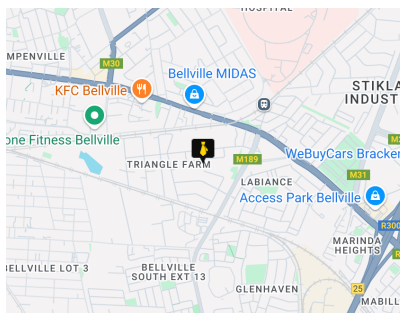 HOSPITAL
MPENVILLE
M30
Bellville MIDAS
KFC Bellville
STIKLA
INDUST
one Fitness Bellville
M189
WeBuyCars Bracken
TRIANGLE FARM
M31
LABIANCE
Access Park Bellville
R300
MARINDA
HEIGHTS
BELLVILLE LOT 3
BELLVILLE
SOUTH EXT 13
GLENHAVEN
25
MABILL